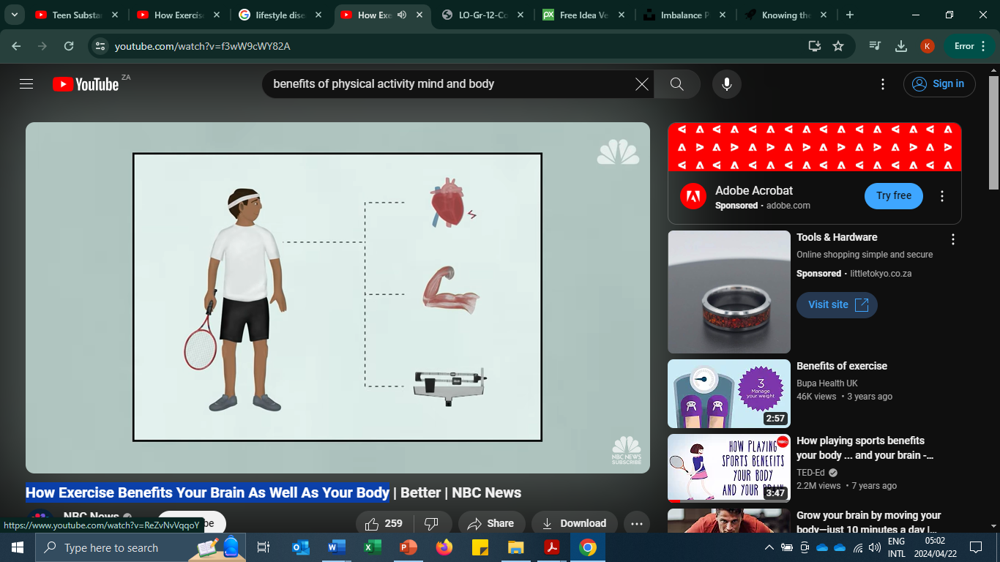 Teen Substa
How Exercis
lifestyle dise
How Exe
LO-Gr-12-Co
Free Idea Ve
Imbalance P
Knowing the
youtube.com/watch?v=f3wW9cWY82A
K
Error
YouTube ZA
benefits of physical activity mind and body
Sign in
Adobe Acrobat
Sponsored · adobe.com
Try free
Tools & Hardware
Online shopping simple and secure
Sponsored · littletokyo.co.za
Visit site
3
Manage
your weight
2:57
Benefits of exercise
Bupa Health UK
46K views • 3 years ago
HOW PLAYING
SPORTS BENEFITS
YOUR BODY
AND YOUR BRAIN
3:47
How playing sports benefits
your body ... and your brain -...
TED-Ed
2.2M views • 7 years ago
Grow your brain by moving your
body—just 10 minutes a day |...
NBC NEWS
SUBSCRIBE
How Exercise Benefits Your Brain As Well As Your Body | Better | NBC News
NBC News
259
Share
Download
https://www.youtube.com/watch?v=ReZvNvVqqoY
Type here to search
ENG
INTL
05:02
2024/04/22